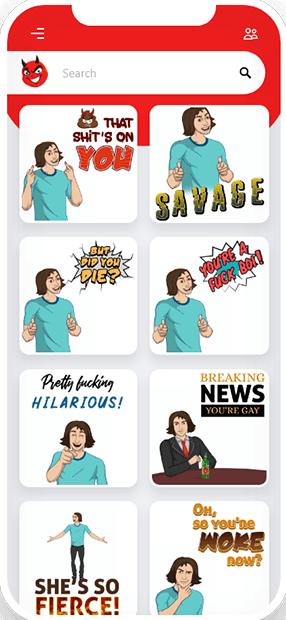 Search
THAT
SHiT'S ON
YOU
SAVAGE
BUT
DID YOU
DIE?
YOU'RE A
FUCK BOI!
Pretty fucking
HILARIOUS!
BREAKING
NEWS
YOU'RE GAY
SHE'S SO
FIERCE!
OH,
SO YOU'RE
WOKE
NOW?